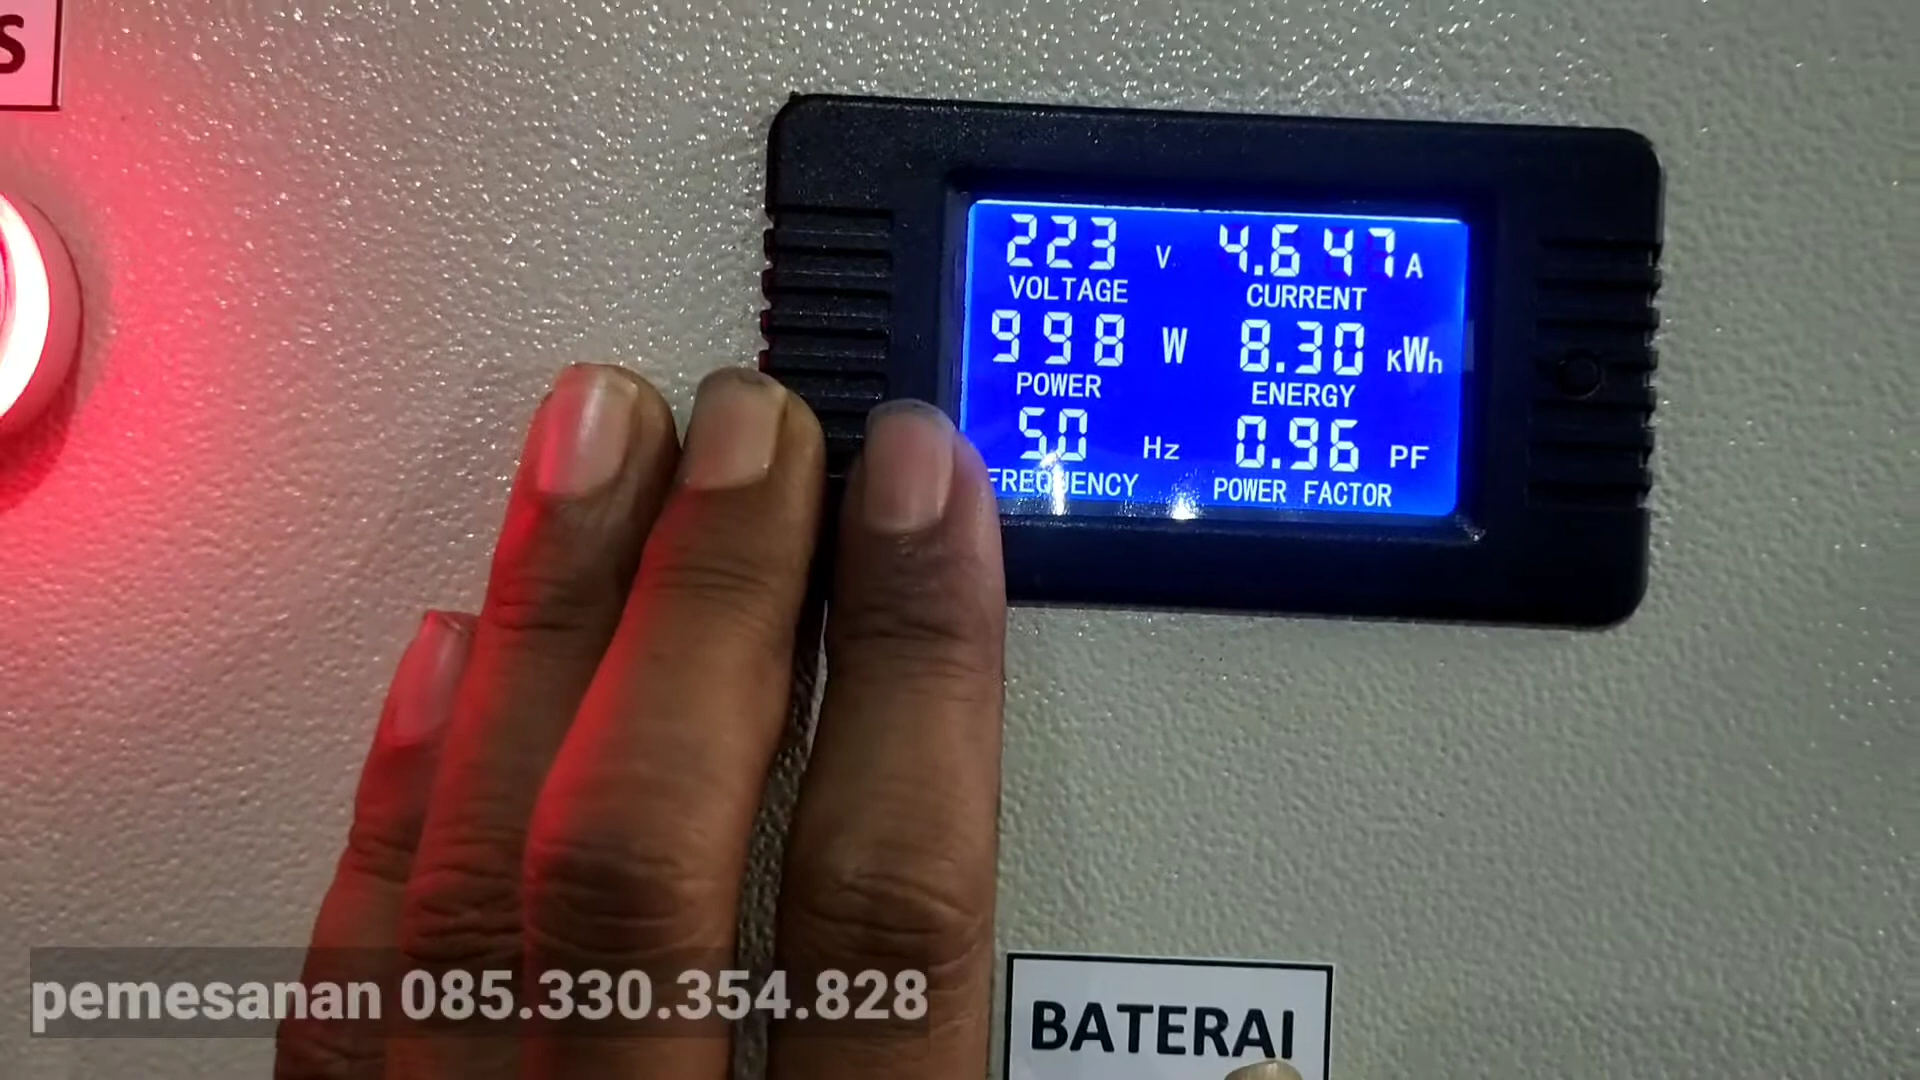 S
223 V 4.647 A
VOLTAGE CURRENT
998 W 8.30 KWh
POWER ENERGY
50 Hz 0.96 PF
FREQUENCY POWER FACTOR
pemesanan 085.330.354.828
BATERAI